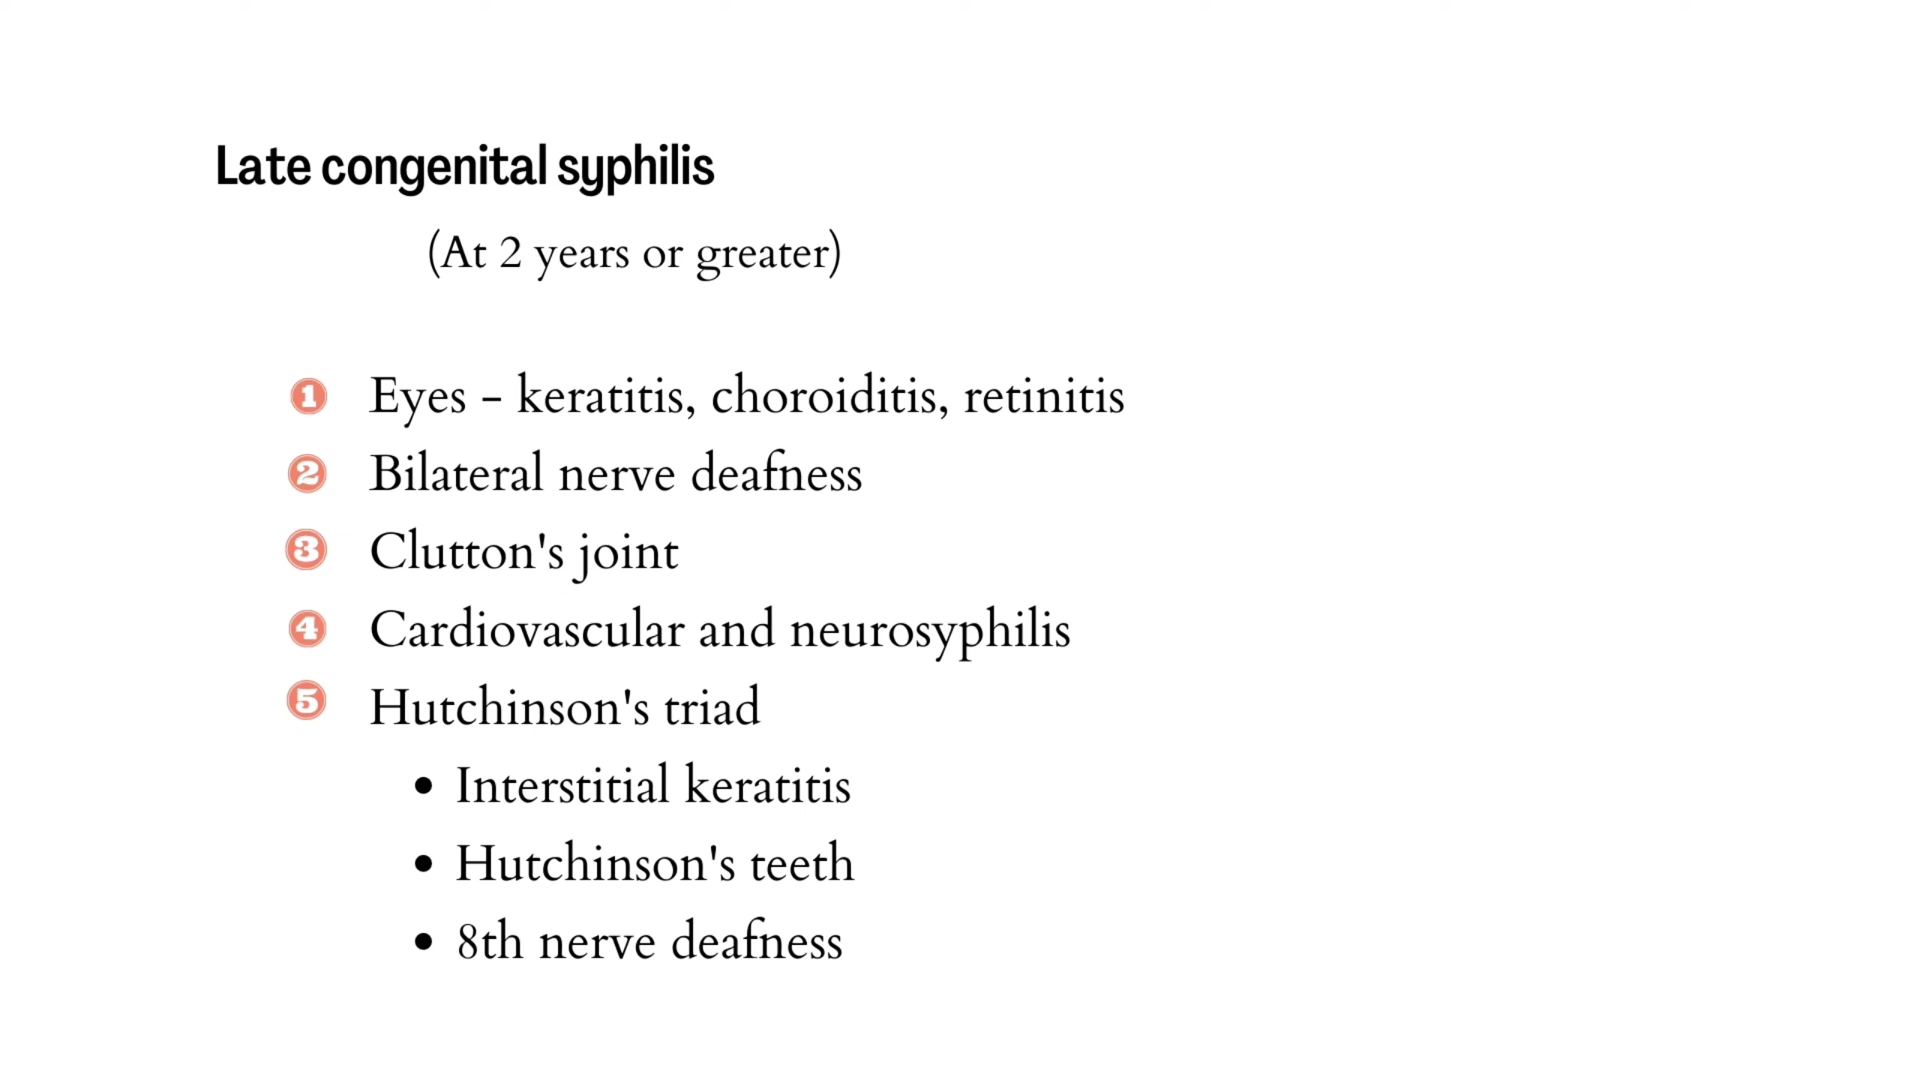 Late congenital syphilis
(At 2 years or greater)
1 Eyes - keratitis, choroiditis, retinitis
2 Bilateral nerve deafness
3 Clutton's joint
4 Cardiovascular and neurosyphilis
5 Hutchinson's triad
• Interstitial keratitis
• Hutchinson's teeth
• 8th nerve deafness